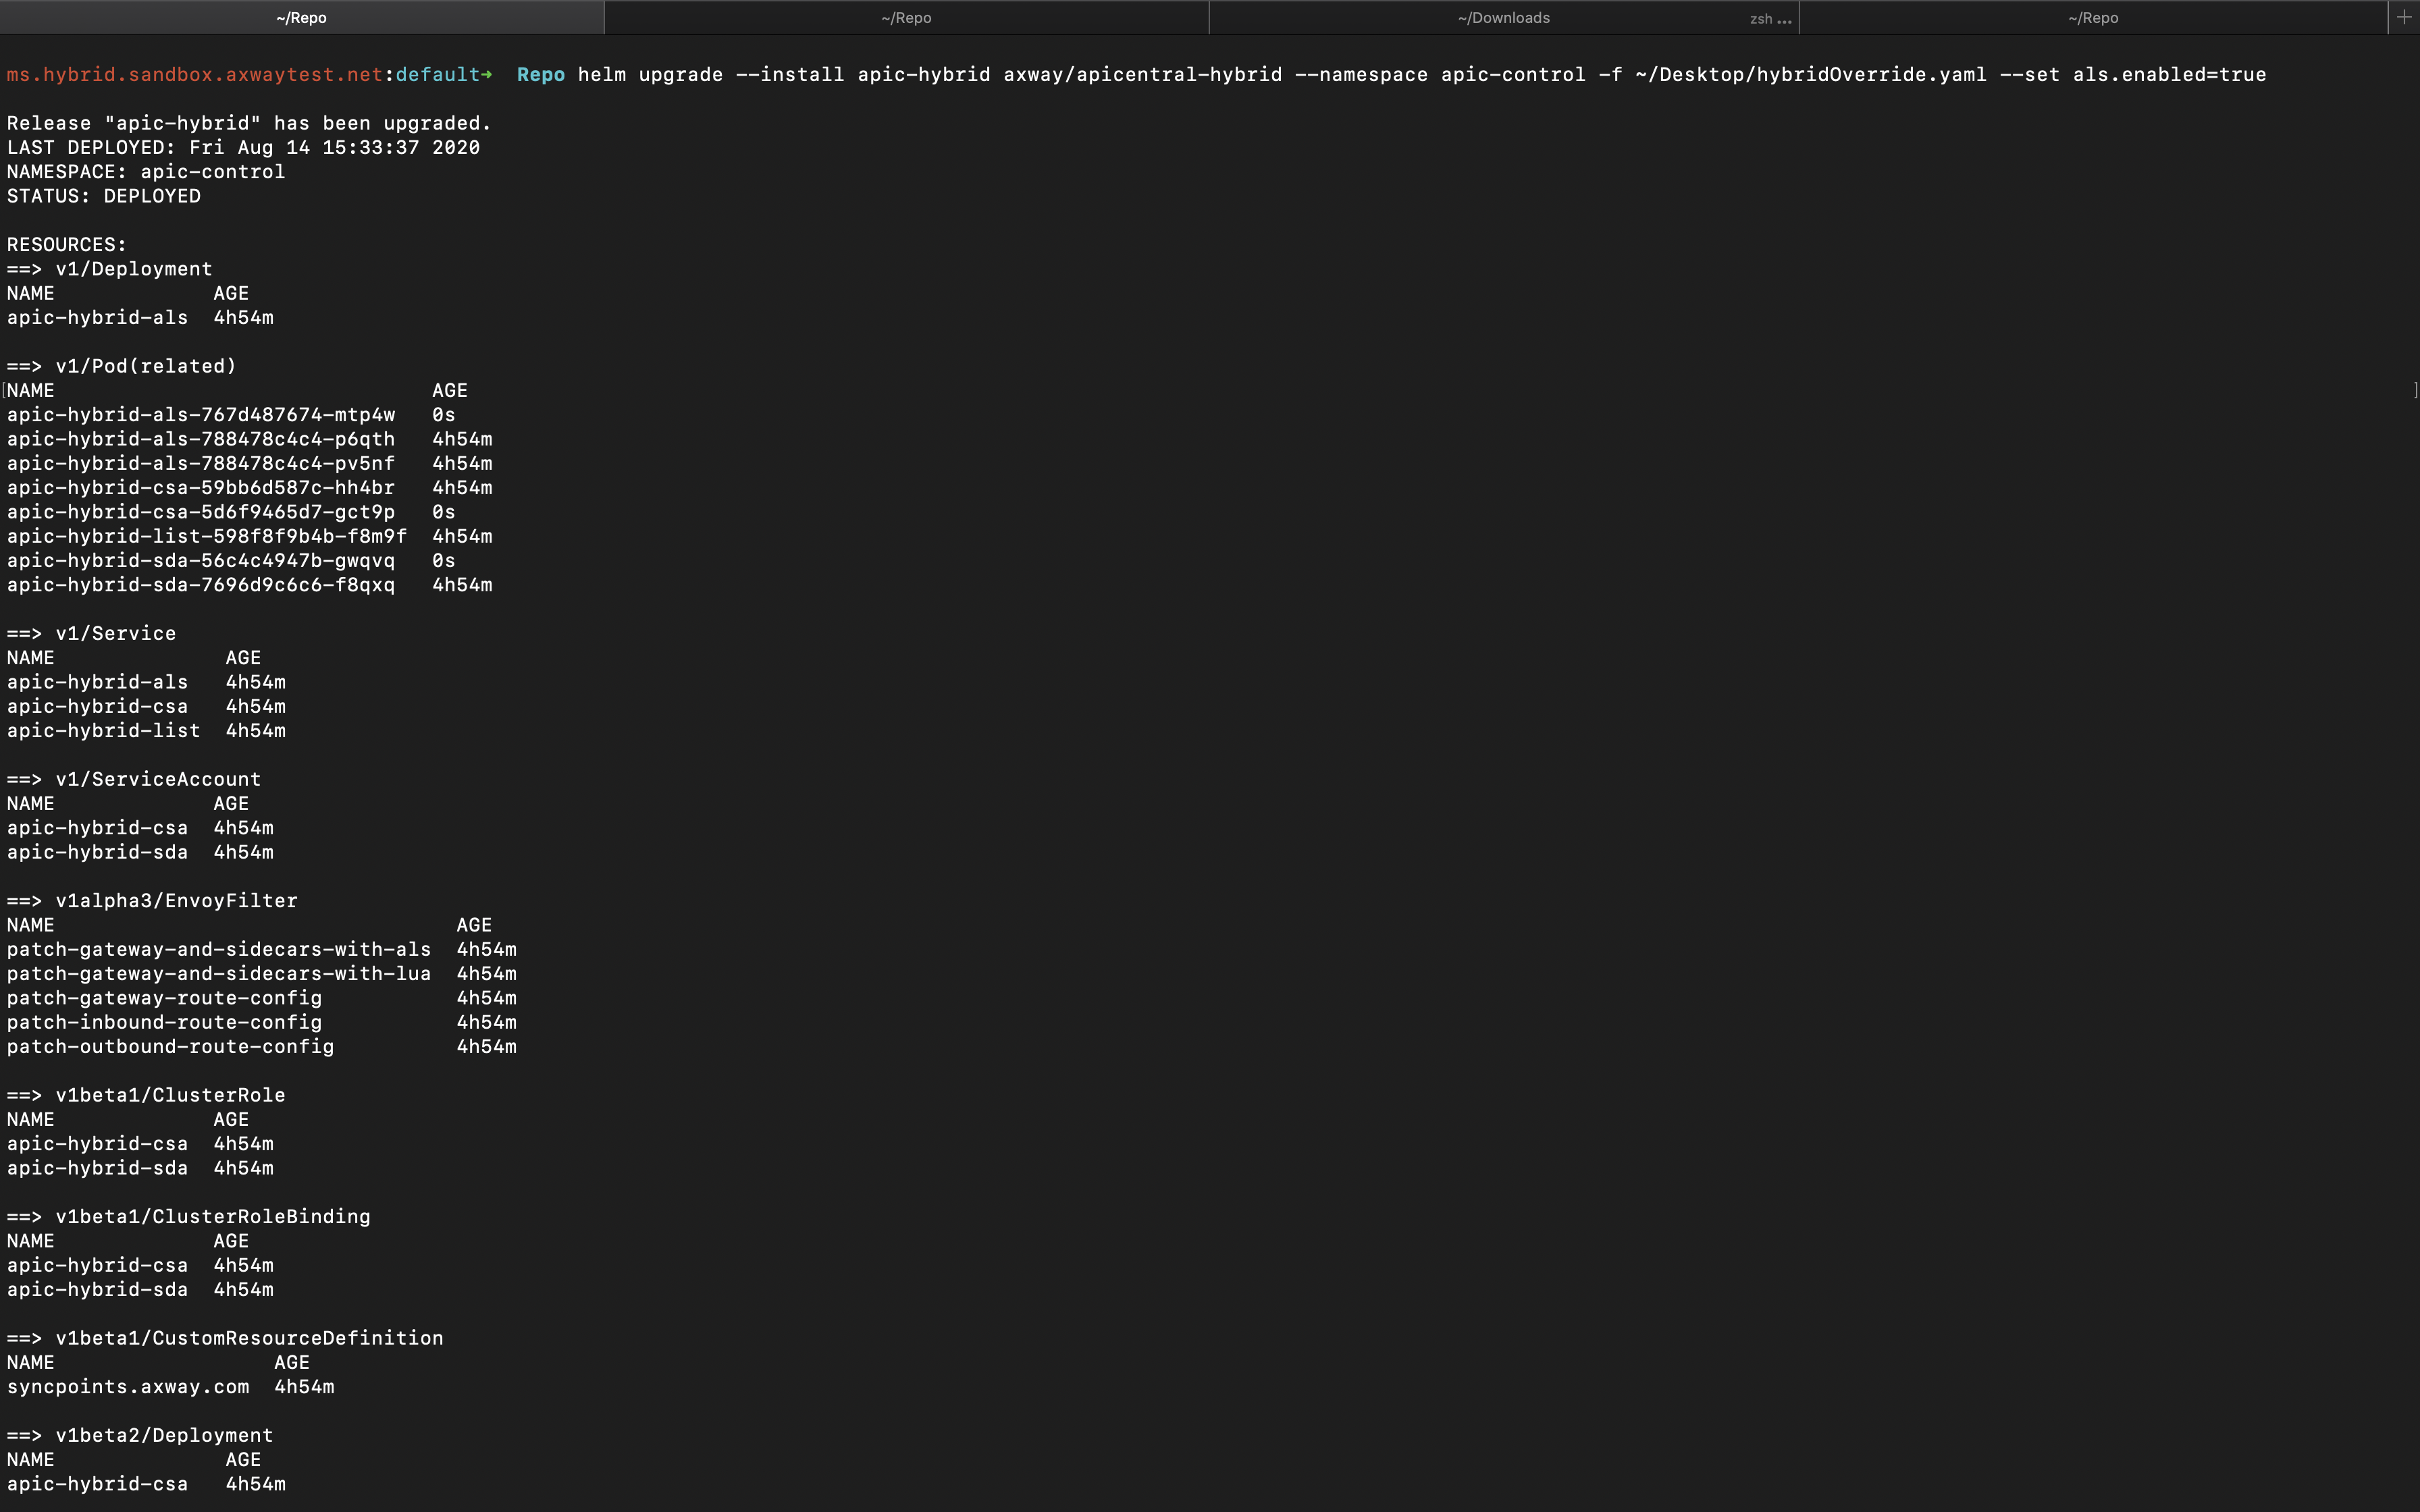 ~/Repo ~/Repo ~/Downloads zsh ... ~/Repo +
ms.hybrid.sandbox.axwaytest.net:default➜  Repo helm upgrade --install apic-hybrid axway/apicentral-hybrid --namespace apic-control -f ~/Desktop/hybridOverride.yaml --set als.enabled=true
Release "apic-hybrid" has been upgraded.
LAST DEPLOYED: Fri Aug 14 15:33:37 2020
NAMESPACE: apic-control
STATUS: DEPLOYED
RESOURCES:
==> v1/Deployment
NAME AGE
apic-hybrid-als 4h54m
==> v1/Pod(related)
NAME AGE
apic-hybrid-als-767d487674-mtp4w 0s
apic-hybrid-als-788478c4c4-p6qth 4h54m
apic-hybrid-als-788478c4c4-pv5nf 4h54m
apic-hybrid-csa-59bb6d587c-hh4br 4h54m
apic-hybrid-csa-5d6f9465d7-gct9p 0s
apic-hybrid-list-598f8f9b4b-f8m9f 4h54m
apic-hybrid-sda-56c4c4947b-gwqvq 0s
apic-hybrid-sda-7696d9c6c6-f8qxq 4h54m
==> v1/Service
NAME AGE
apic-hybrid-als 4h54m
apic-hybrid-csa 4h54m
apic-hybrid-list 4h54m
==> v1/ServiceAccount
NAME AGE
apic-hybrid-csa 4h54m
apic-hybrid-sda 4h54m
==> v1alpha3/EnvoyFilter
NAME AGE
patch-gateway-and-sidecars-with-als 4h54m
patch-gateway-and-sidecars-with-lua 4h54m
patch-gateway-route-config 4h54m
patch-inbound-route-config 4h54m
patch-outbound-route-config 4h54m
==> v1beta1/ClusterRole
NAME AGE
apic-hybrid-csa 4h54m
apic-hybrid-sda 4h54m
==> v1beta1/ClusterRoleBinding
NAME AGE
apic-hybrid-csa 4h54m
apic-hybrid-sda 4h54m
==> v1beta1/CustomResourceDefinition
NAME AGE
syncpoints.axway.com 4h54m
==> v1beta2/Deployment
NAME AGE
apic-hybrid-csa 4h54m